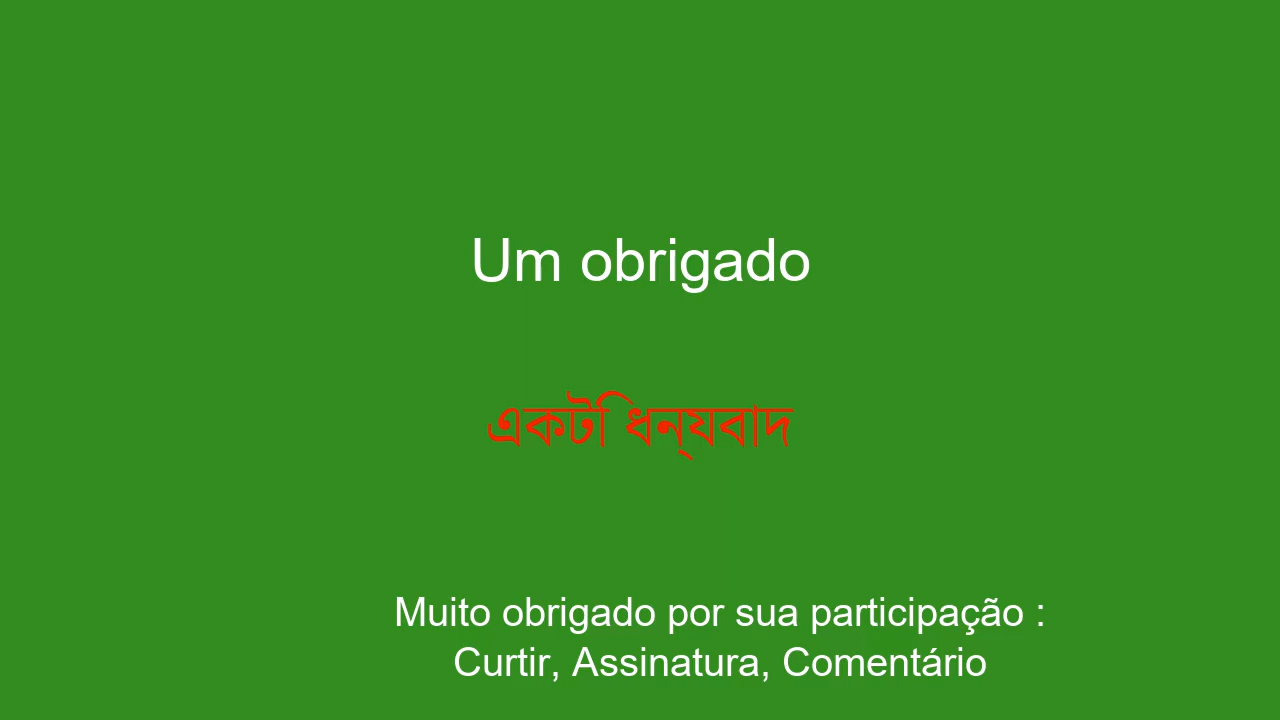 Um obrigado
একটি ধন্যবাদ
Muito obrigado por sua participação :
Curtir, Assinatura, Comentário